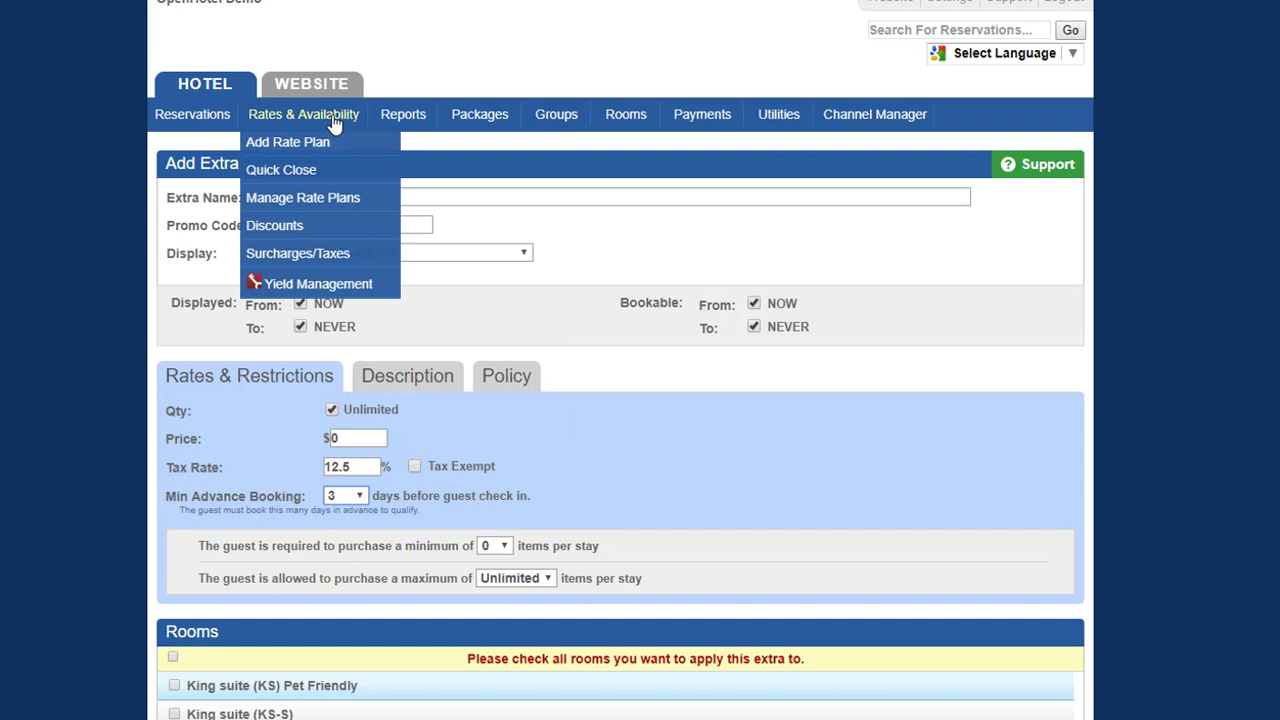 OpenHotel Demo
Website Settings Support Logout
Search For Reservations... Go
Select Language ▼
HOTEL WEBSITE
Reservations Rates & Availability Reports Packages Groups Rooms Payments Utilities Channel Manager
Add Rate Plan
Add Extra
Support
Quick Close
Extra Name:
Manage Rate Plans
Promo Code
Discounts
Display:
Surcharges/Taxes
Yield Management
Displayed: From: NOW Bookable: From: NOW
To: NEVER To: NEVER
Rates & Restrictions Description Policy
Qty: Unlimited
Price: $0
Tax Rate: 12.5 % Tax Exempt
Min Advance Booking: 3 days before guest check in.
The guest must book this many days in advance to qualify.
The guest is required to purchase a minimum of 0 items per stay
The guest is allowed to purchase a maximum of Unlimited items per stay
Rooms
Please check all rooms you want to apply this extra to.
King suite (KS) Pet Friendly
King suite (KS-S)